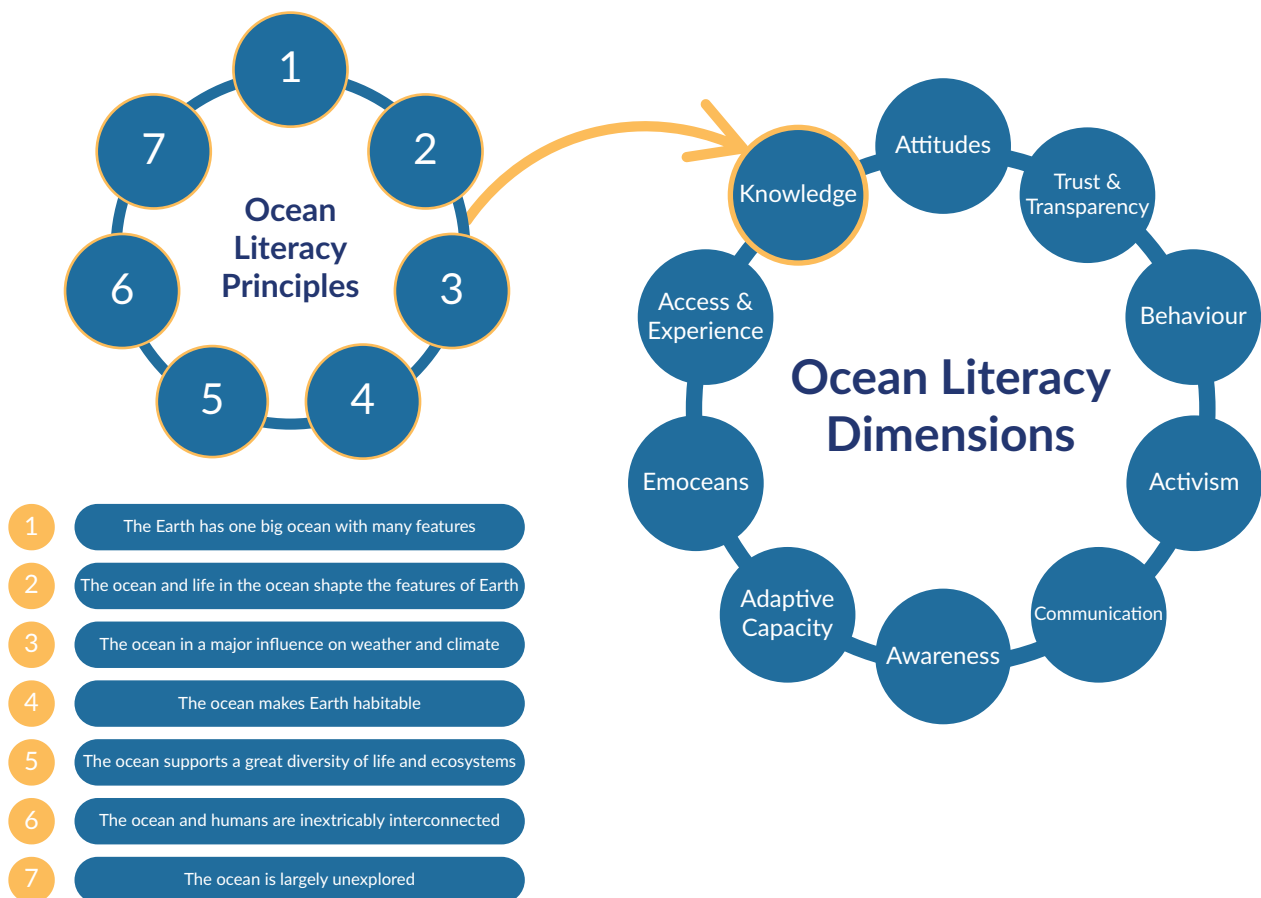 1
2
3
4
5
6
7
Ocean
Literacy
Principles
Knowledge
Attitudes
Trust &
Transparency
Behaviour
Activism
Communication
Awareness
Adaptive
Capacity
Emoceans
Access &
Experience
Ocean Literacy
Dimensions
1 The Earth has one big ocean with many features
2 The ocean and life in the ocean shapte the features of Earth
3 The ocean in a major influence on weather and climate
4 The ocean makes Earth habitable
5 The ocean supports a great diversity of life and ecosystems
6 The ocean and humans are inextricably interconnected
7 The ocean is largely unexplored